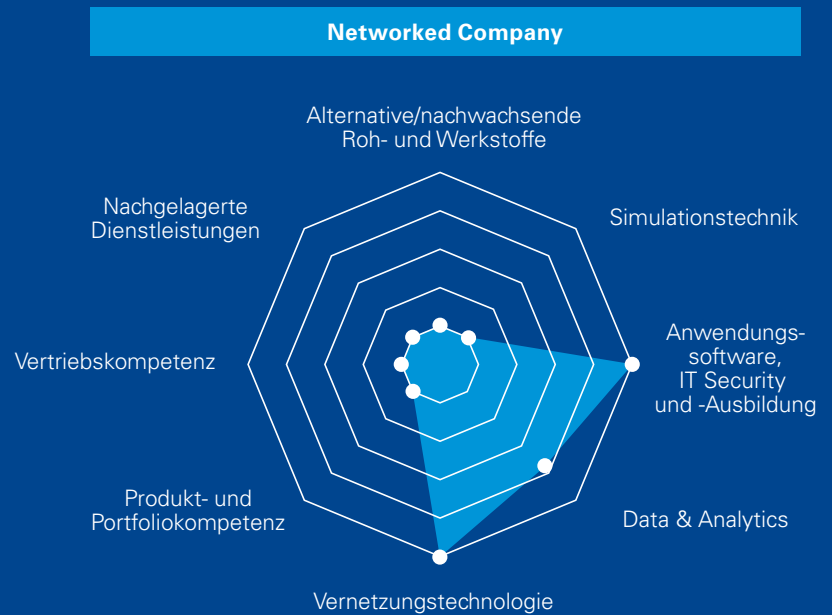 Networked Company
Alternative/nachwachsende
Roh- und Werkstoffe
Nachgelagerte
Dienstleistungen
Simulationstechnik
Vertriebskompetenz
Anwendungs-
software,
IT Security
und -Ausbildung
Produkt- und
Portfoliokompetenz
Data & Analytics
Vernetzungstechnologie